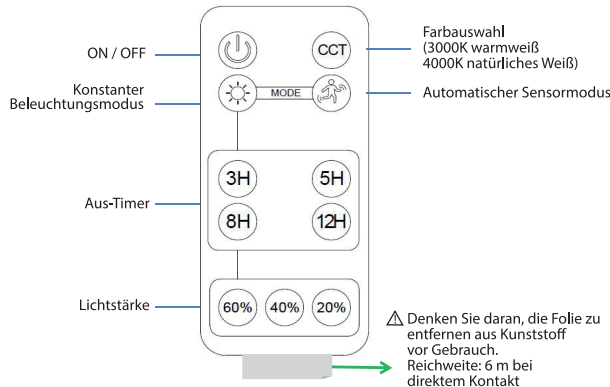 ON / OFF
CCT
Farbauswahl
(3000K warmweiß
4000K natürliches Weiß)
Konstanter
Beleuchtungsmodus
MODE
Automatischer Sensormodus
Aus-Timer
3H
5H
8H
12H
Lichtstärke
60%
40%
20%
⚠ Denken Sie daran, die Folie zu
entfernen aus Kunststoff
vor Gebrauch.
Reichweite: 6 m bei
direktem Kontakt